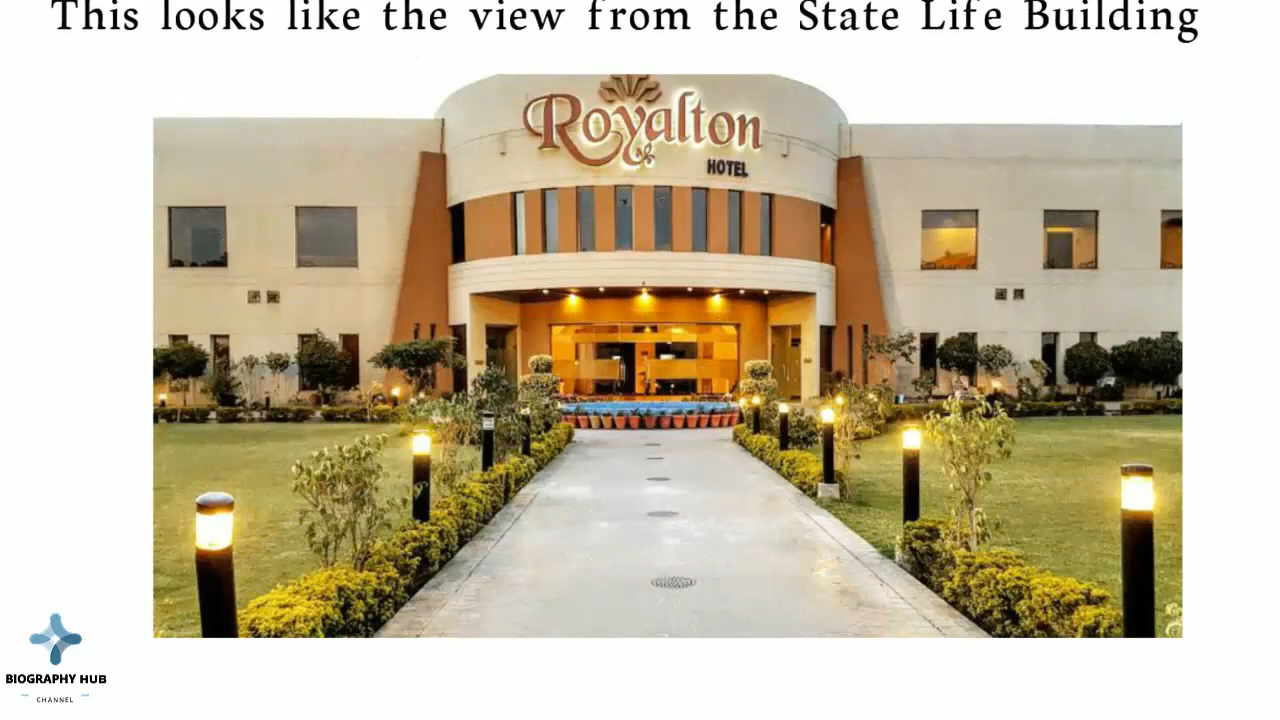 This looks like the view from the State Life Building
Royalton
HOTEL
BIOGRAPHY HUB
CHANNEL